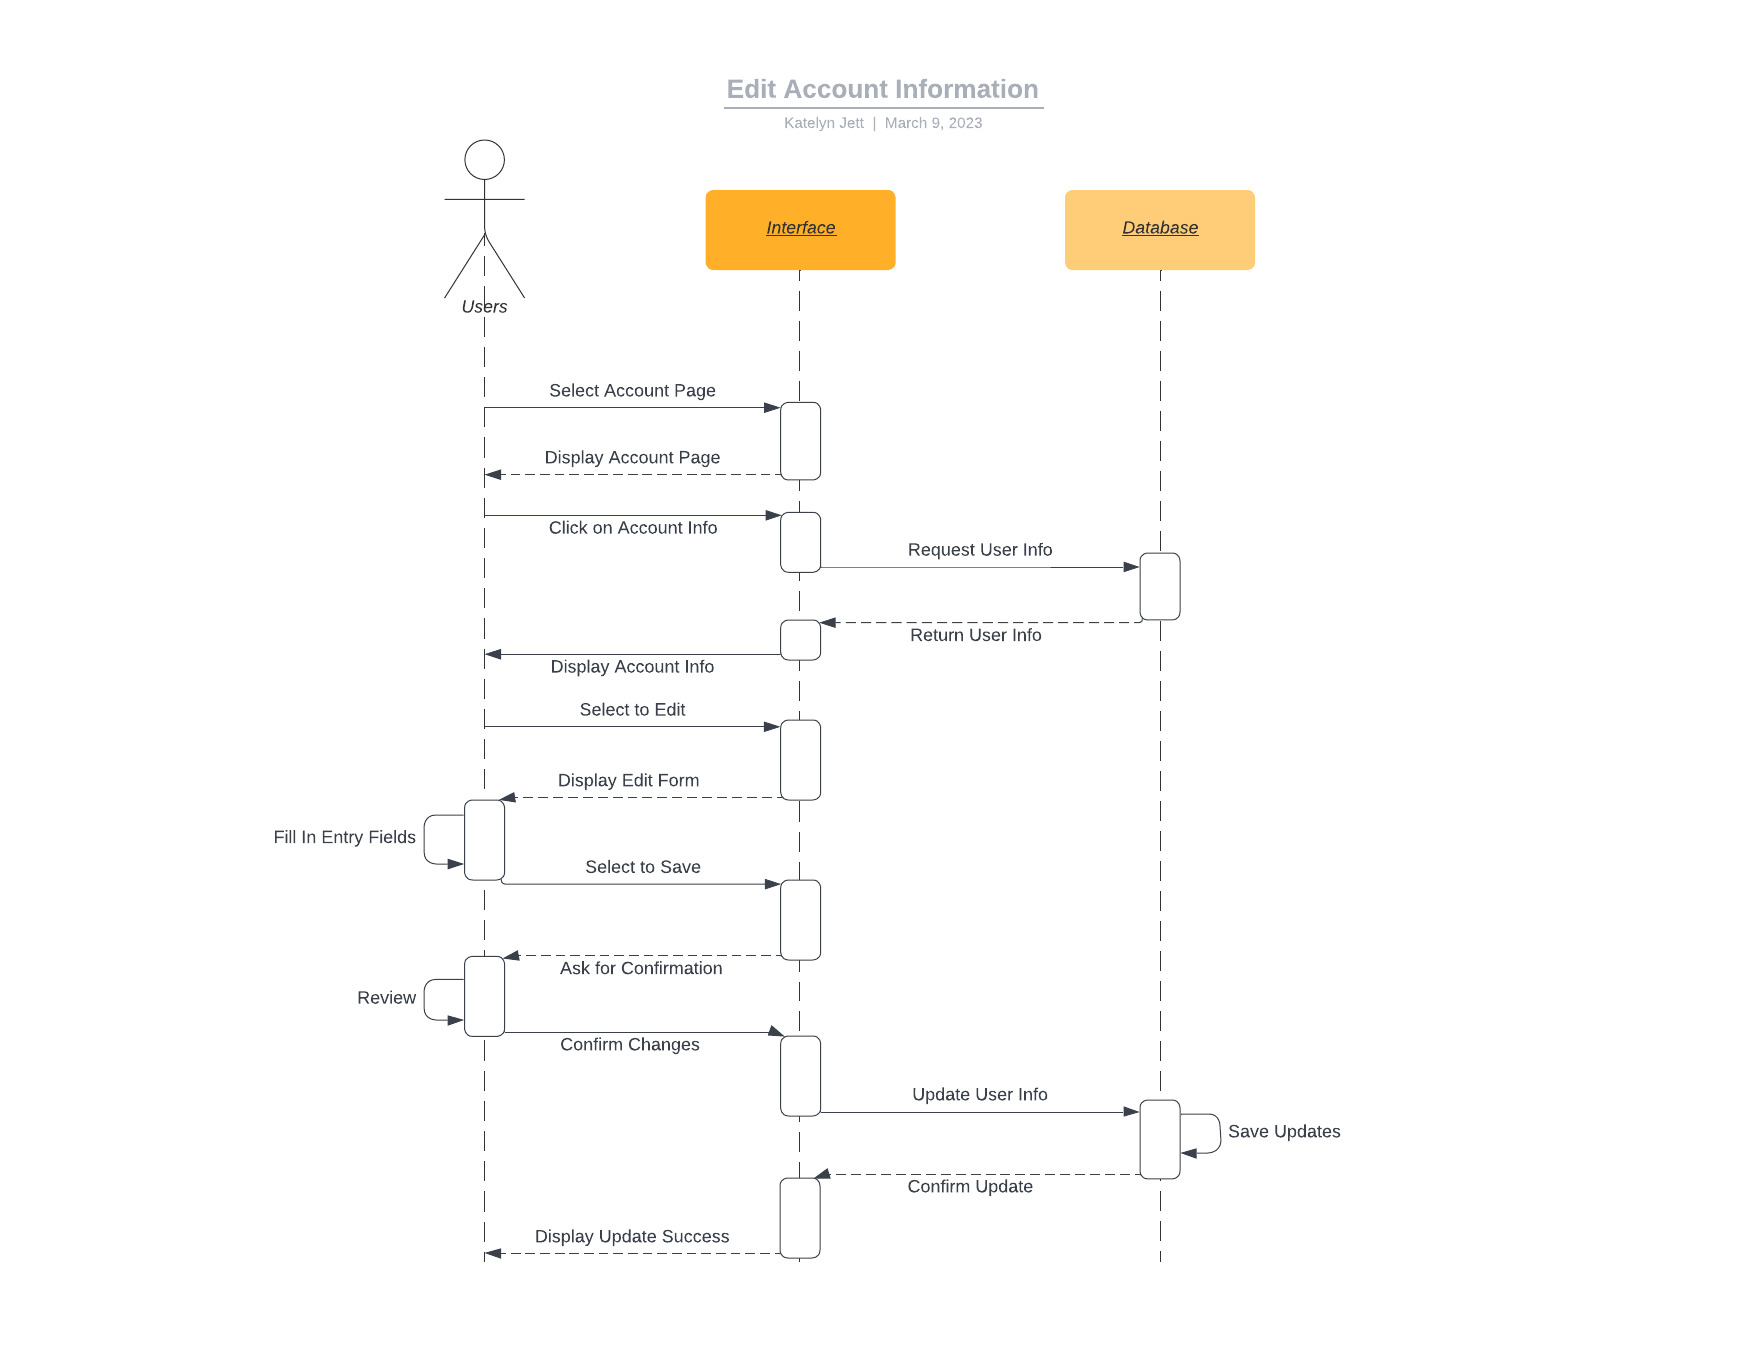 Edit Account Information
Katelyn Jett | March 9, 2023
Interface
Database
Users
Select Account Page
Display Account Page
Click on Account Info
Request User Info
Return User Info
Display Account Info
Select to Edit
Display Edit Form
Fill In Entry Fields
Select to Save
Ask for Confirmation
Review
Confirm Changes
Update User Info
Save Updates
Confirm Update
Display Update Success